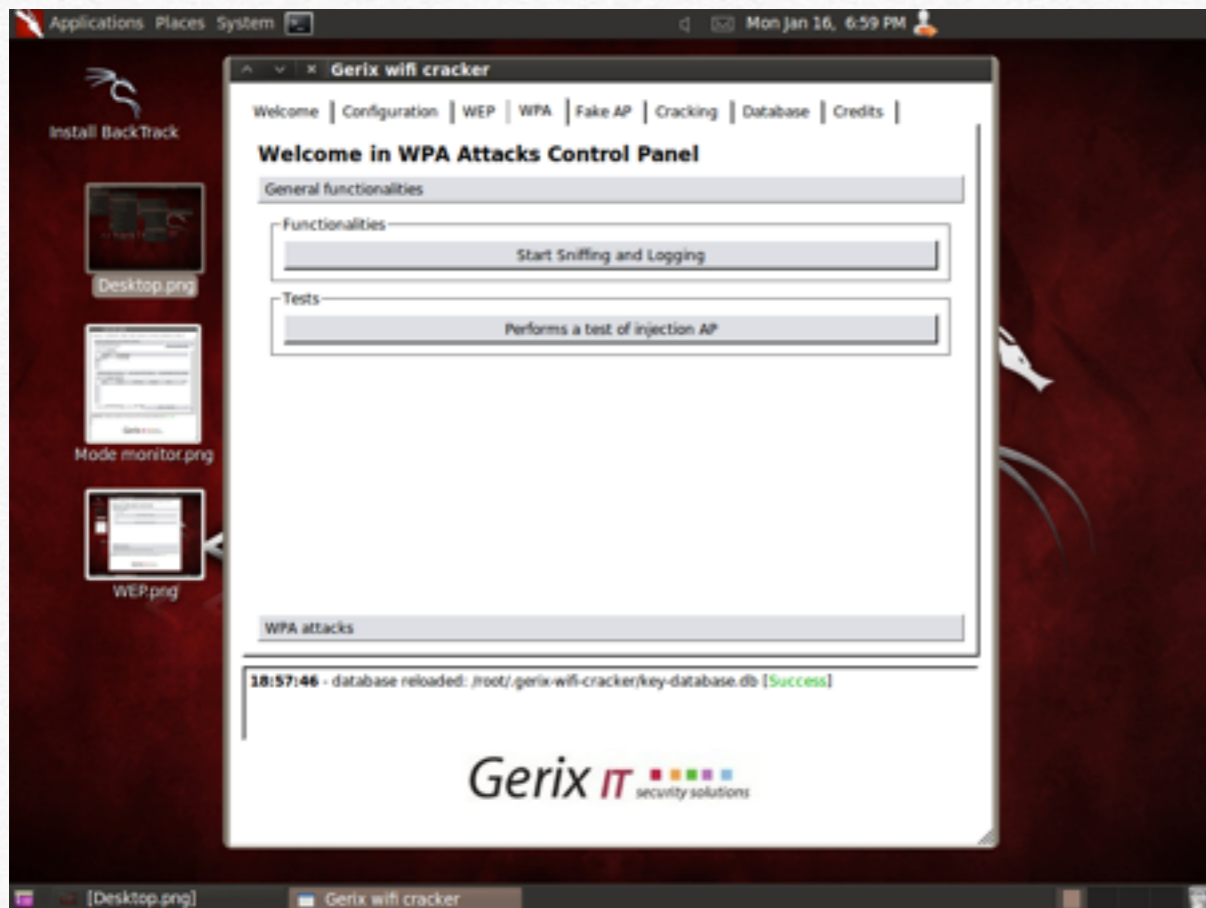 Applications Places System
Mon Jan 16, 6:59 PM
Install BackTrack
Desktop.png
Mode monitor.png
WEP.png
Gerix wifi cracker
Welcome Configuration WEP WPA Fake AP Cracking Database Credits
Welcome in WPA Attacks Control Panel
General functionalities
Functionalities
Start Sniffing and Logging
Tests
Performs a test of injection AP
WPA attacks
18:57:46 - database reloaded: /root/.gerix-wifi-cracker/key-database.db [Success]
Gerix IT security solutions
[Desktop.png] Gerix wifi cracker